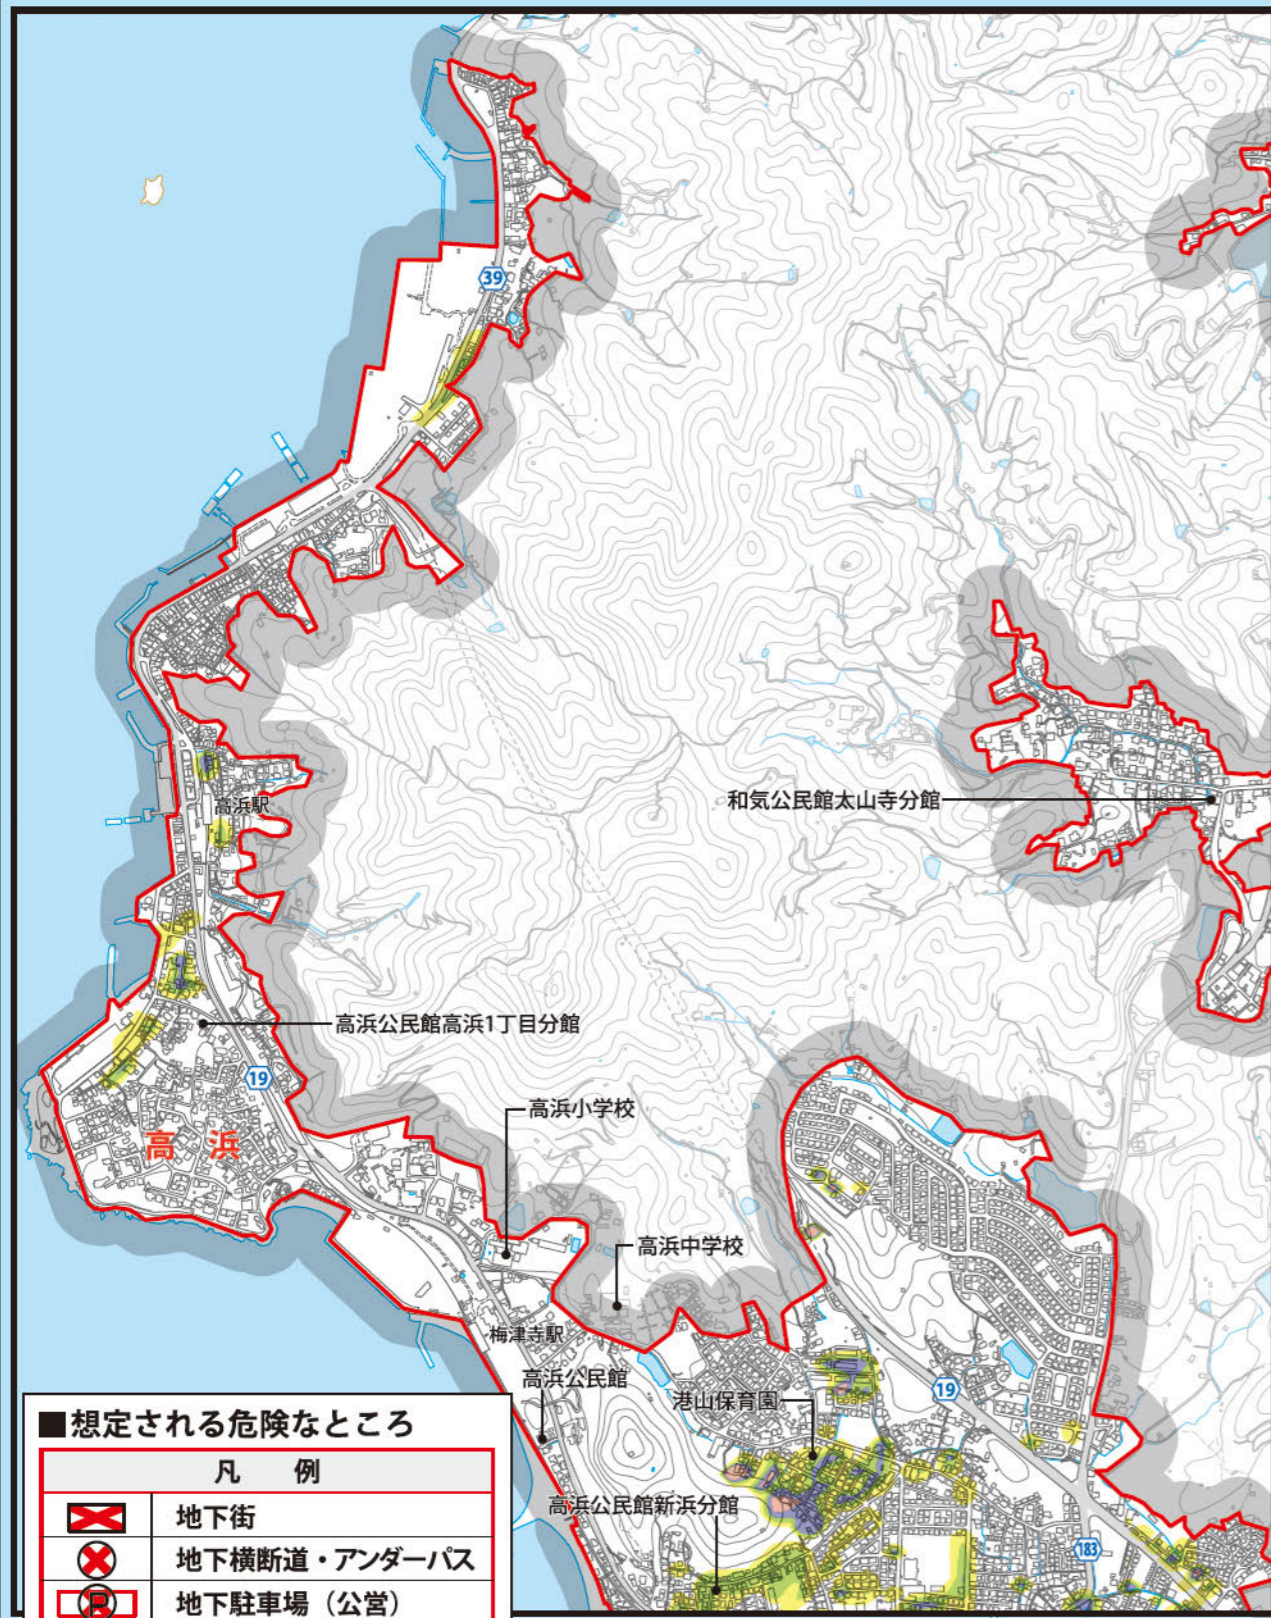 39
高浜駅
和気公民館太山寺分館
高浜公民館高浜1丁目分館
19
高浜
高浜小学校
高浜中学校
梅津寺駅
高浜公民館
港山保育園
19
高浜公民館新浜分館
183
■想定される危険なところ
凡 例
地下街
地下横断道・アンダーパス
P 地下駐車場（公営）